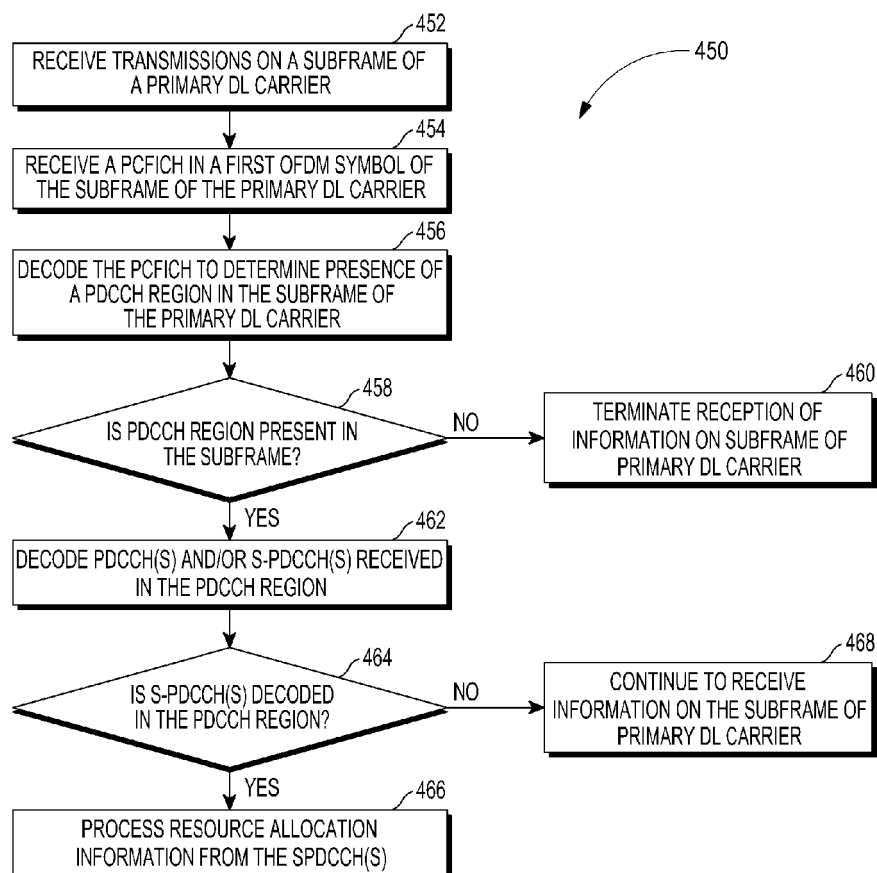 452
RECEIVE TRANSMISSIONS ON A SUBFRAME OF
A PRIMARY DL CARRIER
450
454
RECEIVE A PCFICH IN A FIRST OFDM SYMBOL OF
THE SUBFRAME OF THE PRIMARY DL CARRIER
456
DECODE THE PCFICH TO DETERMINE PRESENCE OF
A PDCCH REGION IN THE SUBFRAME OF
THE PRIMARY DL CARRIER
458
IS PDCCH REGION PRESENT IN
THE SUBFRAME?
NO
460
TERMINATE RECEPTION OF
INFORMATION ON SUBFRAME OF
PRIMARY DL CARRIER
YES
462
DECODE PDCCH(S) AND/OR S-PDCCH(S) RECEIVED
IN THE PDCCH REGION
464
IS S-PDCCH(S) DECODED
IN THE PDCCH REGION?
NO
468
CONTINUE TO RECEIVE
INFORMATION ON THE SUBFRAME OF
PRIMARY DL CARRIER
YES
466
PROCESS RESOURCE ALLOCATION
INFORMATION FROM THE SPDCCH(S)